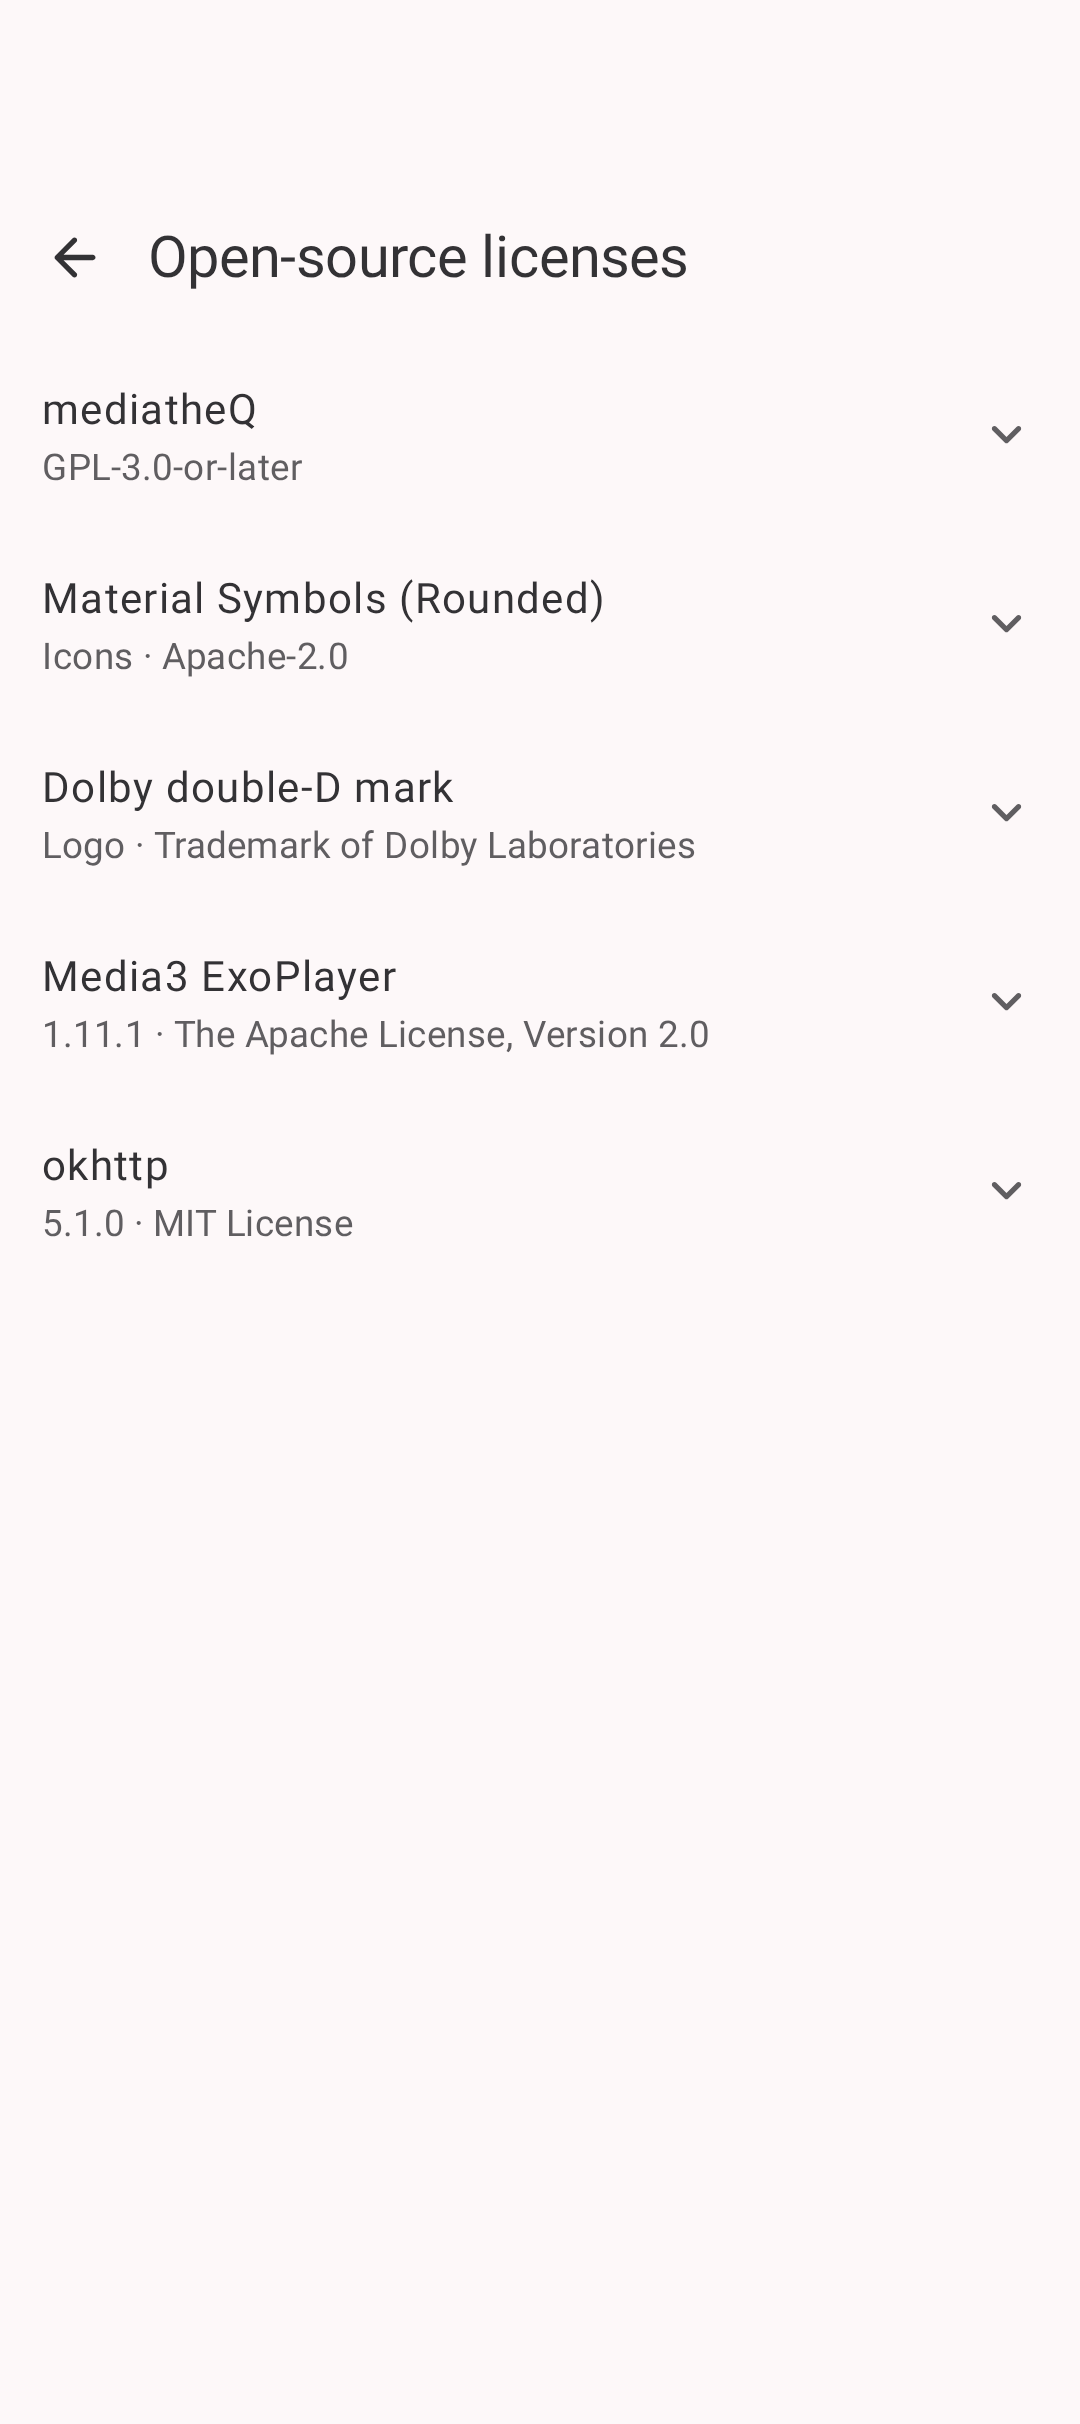 Open-source licenses
mediatheQ
GPL-3.0-or-later
Material Symbols (Rounded)
Icons · Apache-2.0
Dolby double-D mark
Logo · Trademark of Dolby Laboratories
Media3 ExoPlayer
1.11.1 · The Apache License, Version 2.0
okhttp
5.1.0 · MIT License